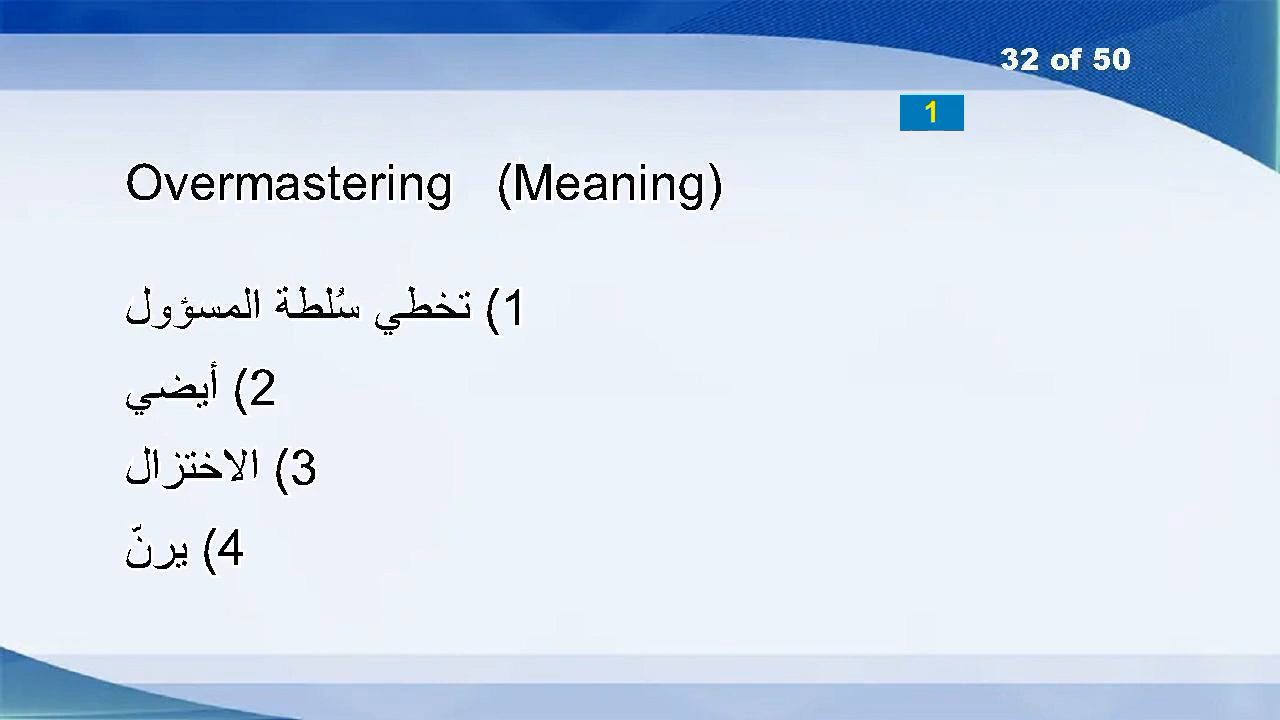 32 of 50
1
Overmastering (Meaning)
1) تخطي سُلطة المسؤول
2) أيضي
3) الاختزال
4) يرنّ